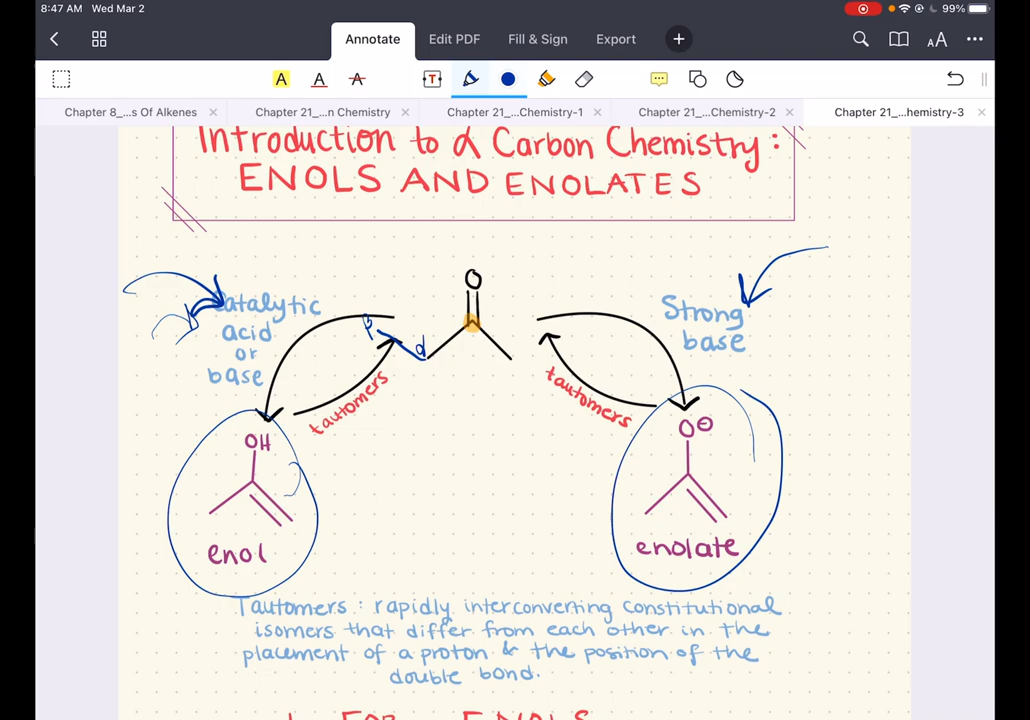 8:47 AM Wed Mar 2
99%
Annotate
Edit PDF
Fill & Sign
Export
AA
A A A T
Chapter 8_...s Of Alkenes
Chapter 21_...n Chemistry
Chapter 21_...Chemistry-1
Chapter 21_...Chemistry-2
Chapter 21_...hemistry-3
Introduction to α Carbon Chemistry:
ENOLS AND ENOLATES
Catalytic
acid
or
base
O
β
α
Strong
base
tautomers
tautomers
OH
O⊖
enol
enolate
Tautomers: rapidly interconverting constitutional
isomers that differ from each other in the
placement of a proton & the position of the
double bond.
FOR ENOLS